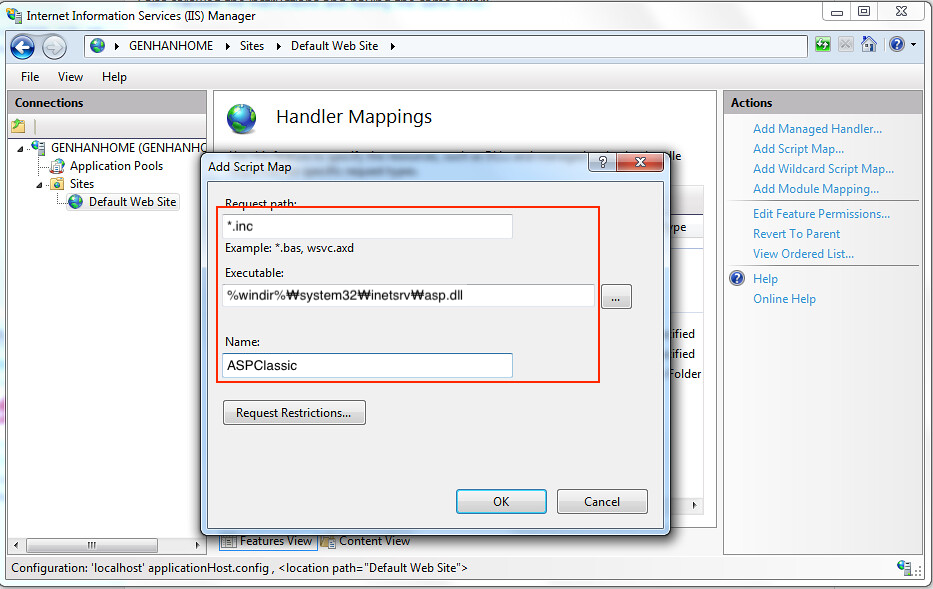 Internet Information Services (IIS) Manager
GENHANHOME Sites Default Web Site
File View Help
Connections
GENHANHOME (GENHANHO
Application Pools
Sites
Default Web Site
Handler Mappings
Add Script Map
Request path:
*.inc
Example: *.bas, wsvc.axd
Executable:
%windir%₩system32₩inetsrv₩asp.dll
...
Name:
ASPClassic
Request Restrictions...
OK Cancel
ype
ified
ified
Folder
Features View Content View
Actions
Add Managed Handler...
Add Script Map...
Add Wildcard Script Map...
Add Module Mapping...
Edit Feature Permissions...
Revert To Parent
View Ordered List...
Help
Online Help
Configuration: 'localhost' applicationHost.config , <location path="Default Web Site">